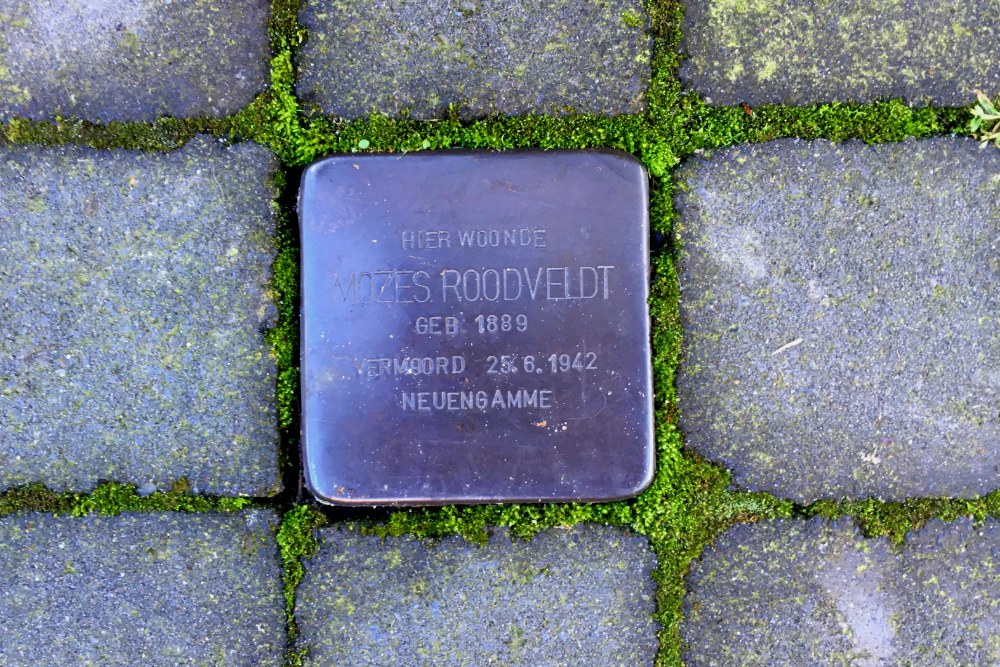 HIER WOONDE
MOZES ROODVELDT
GEB. 1889
VERMOORD 25.6.1942
NEUENGAMME